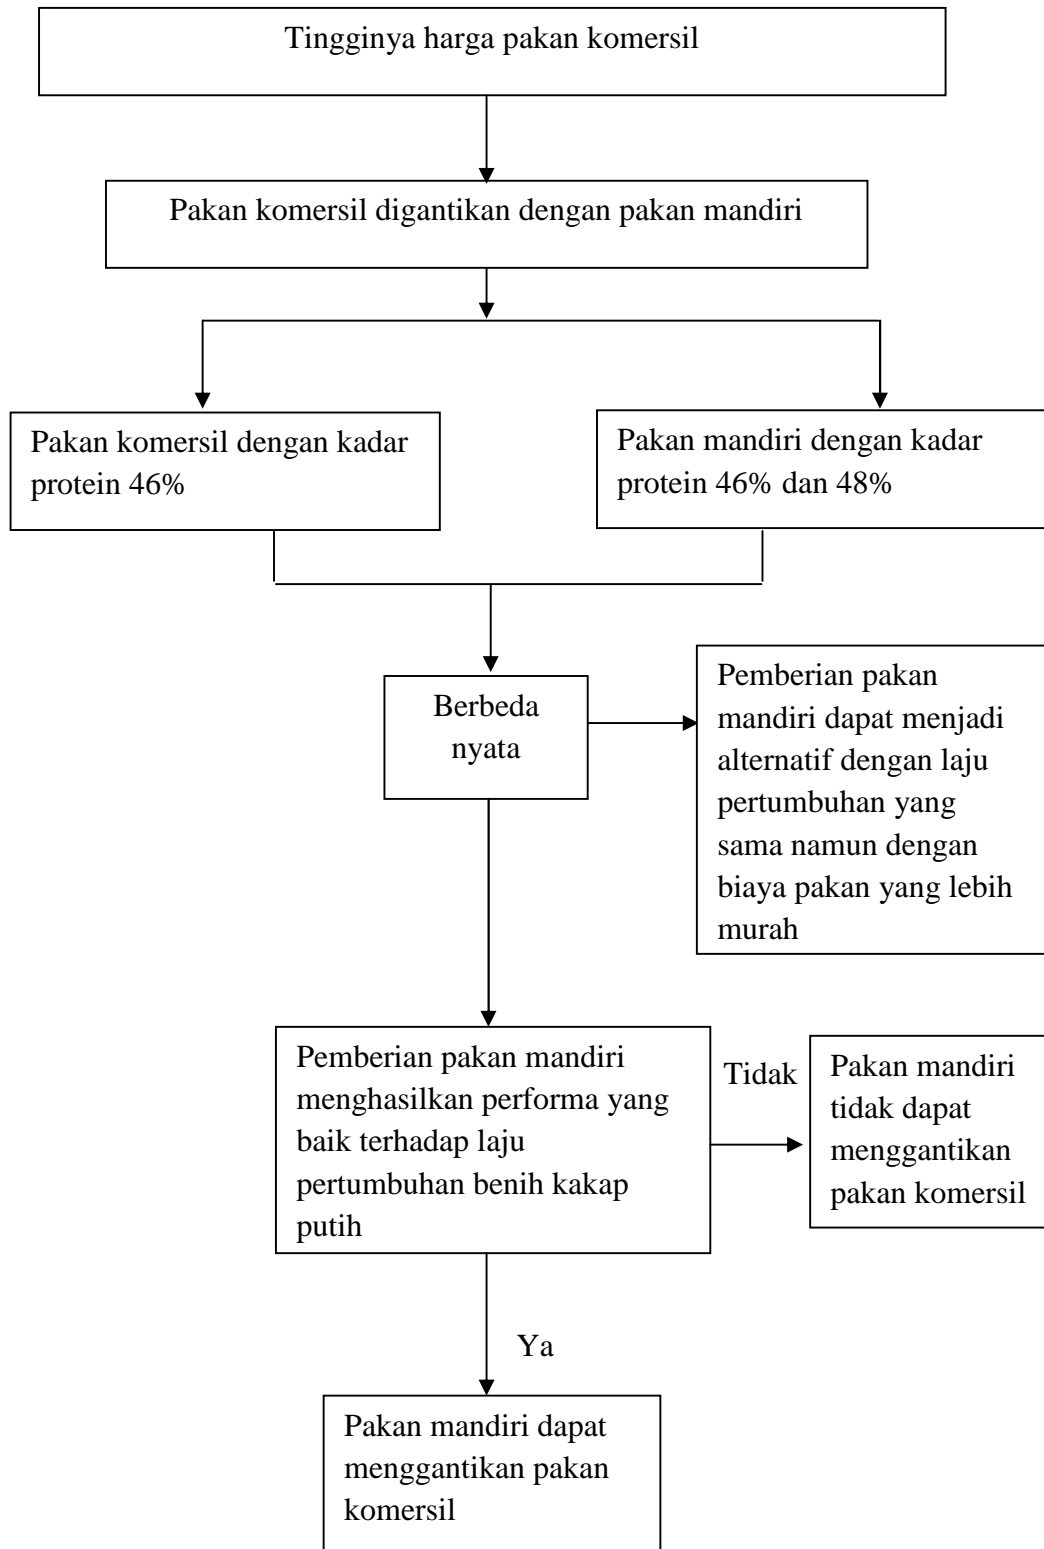 Tingginya harga pakan komersil
Pakan komersil digantikan dengan pakan mandiri
Pakan komersil dengan kadar
protein 46%
Pakan mandiri dengan kadar
protein 46% dan 48%
Berbeda
nyata
Pemberian pakan
mandiri dapat menjadi
alternatif dengan laju
pertumbuhan yang
sama namun dengan
biaya pakan yang lebih
murah
Pemberian pakan mandiri
menghasilkan performa yang
baik terhadap laju
pertumbuhan benih kakap
putih
Tidak
Pakan mandiri
tidak dapat
menggantikan
pakan komersil
Ya
Pakan mandiri dapat
menggantikan pakan
komersil